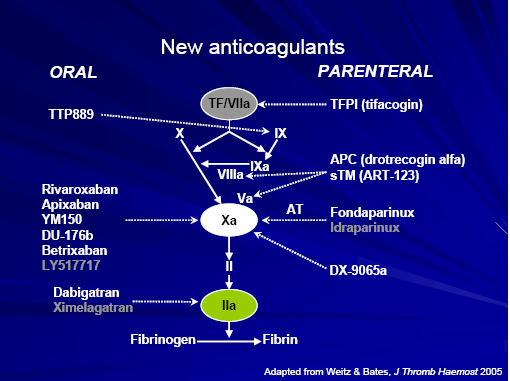 New anticoagulants
ORAL
PARENTERAL
TF/VIIa
TTP889
TFPI (tifacogin)
X
IX
IXa
VIIIa
APC (drotrecogin alfa)
sTM (ART-123)
Va
Rivaroxaban
Apixaban
YM150
DU-176b
Betrixaban
LY517717
Xa
AT
Fondaparinux
Idraparinux
II
DX-9065a
Dabigatran
Ximelagatran
IIa
Fibrinogen
Fibrin
Adapted from Weitz & Bates, J Thromb Haemost 2005